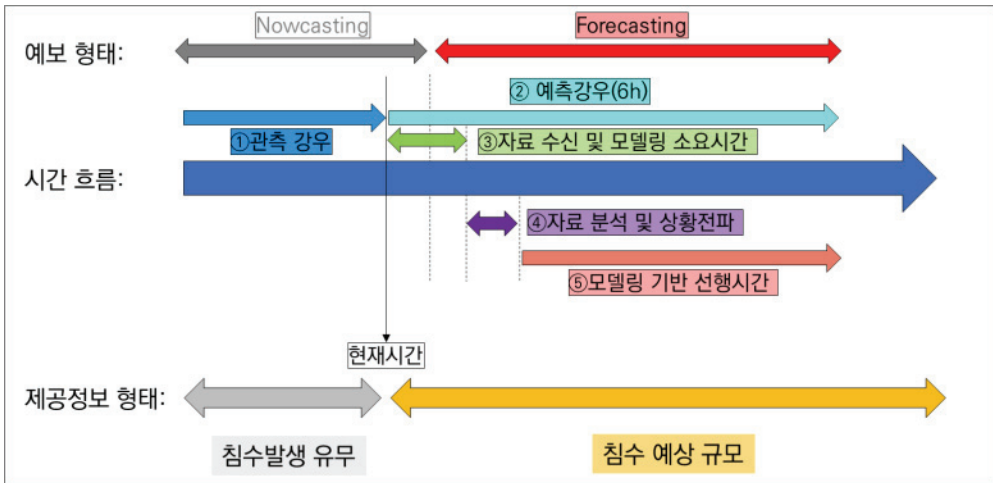 Nowcasting
Forecasting
예보 형태:
② 예측강우(6h)
①관측 강우
③자료 수신 및 모델링 소요시간
시간 흐름:
④자료 분석 및 상황전파
⑤모델링 기반 선행시간
현재시간
제공정보 형태:
침수발생 유무
침수 예상 규모